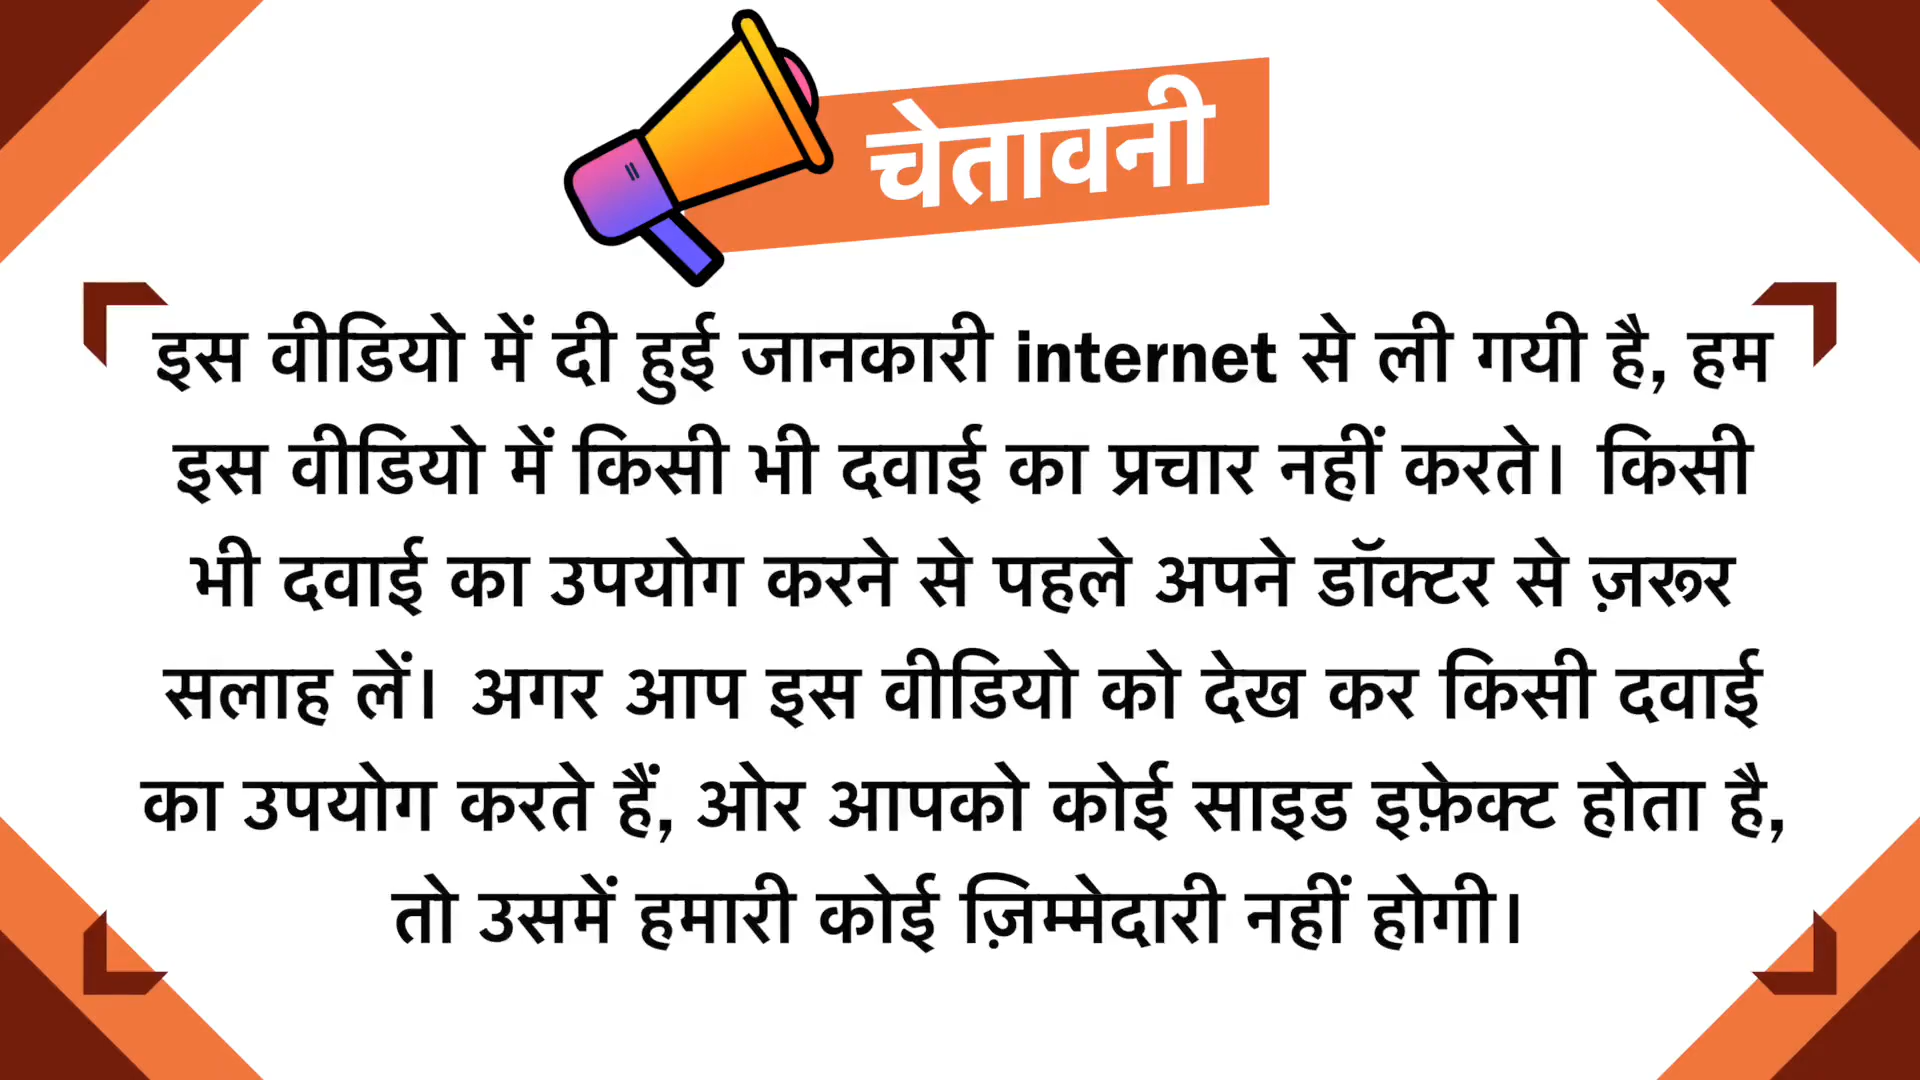 चेतावनी
इस वीडियो में दी हुई जानकारी internet से ली गयी है, हम
इस वीडियो में किसी भी दवाई का प्रचार नहीं करते। किसी
भी दवाई का उपयोग करने से पहले अपने डॉक्टर से ज़रूर
सलाह लें। अगर आप इस वीडियो को देख कर किसी दवाई
का उपयोग करते हैं, ओर आपको कोई साइड इफ़ेक्ट होता है,
तो उसमें हमारी कोई ज़िम्मेदारी नहीं होगी।